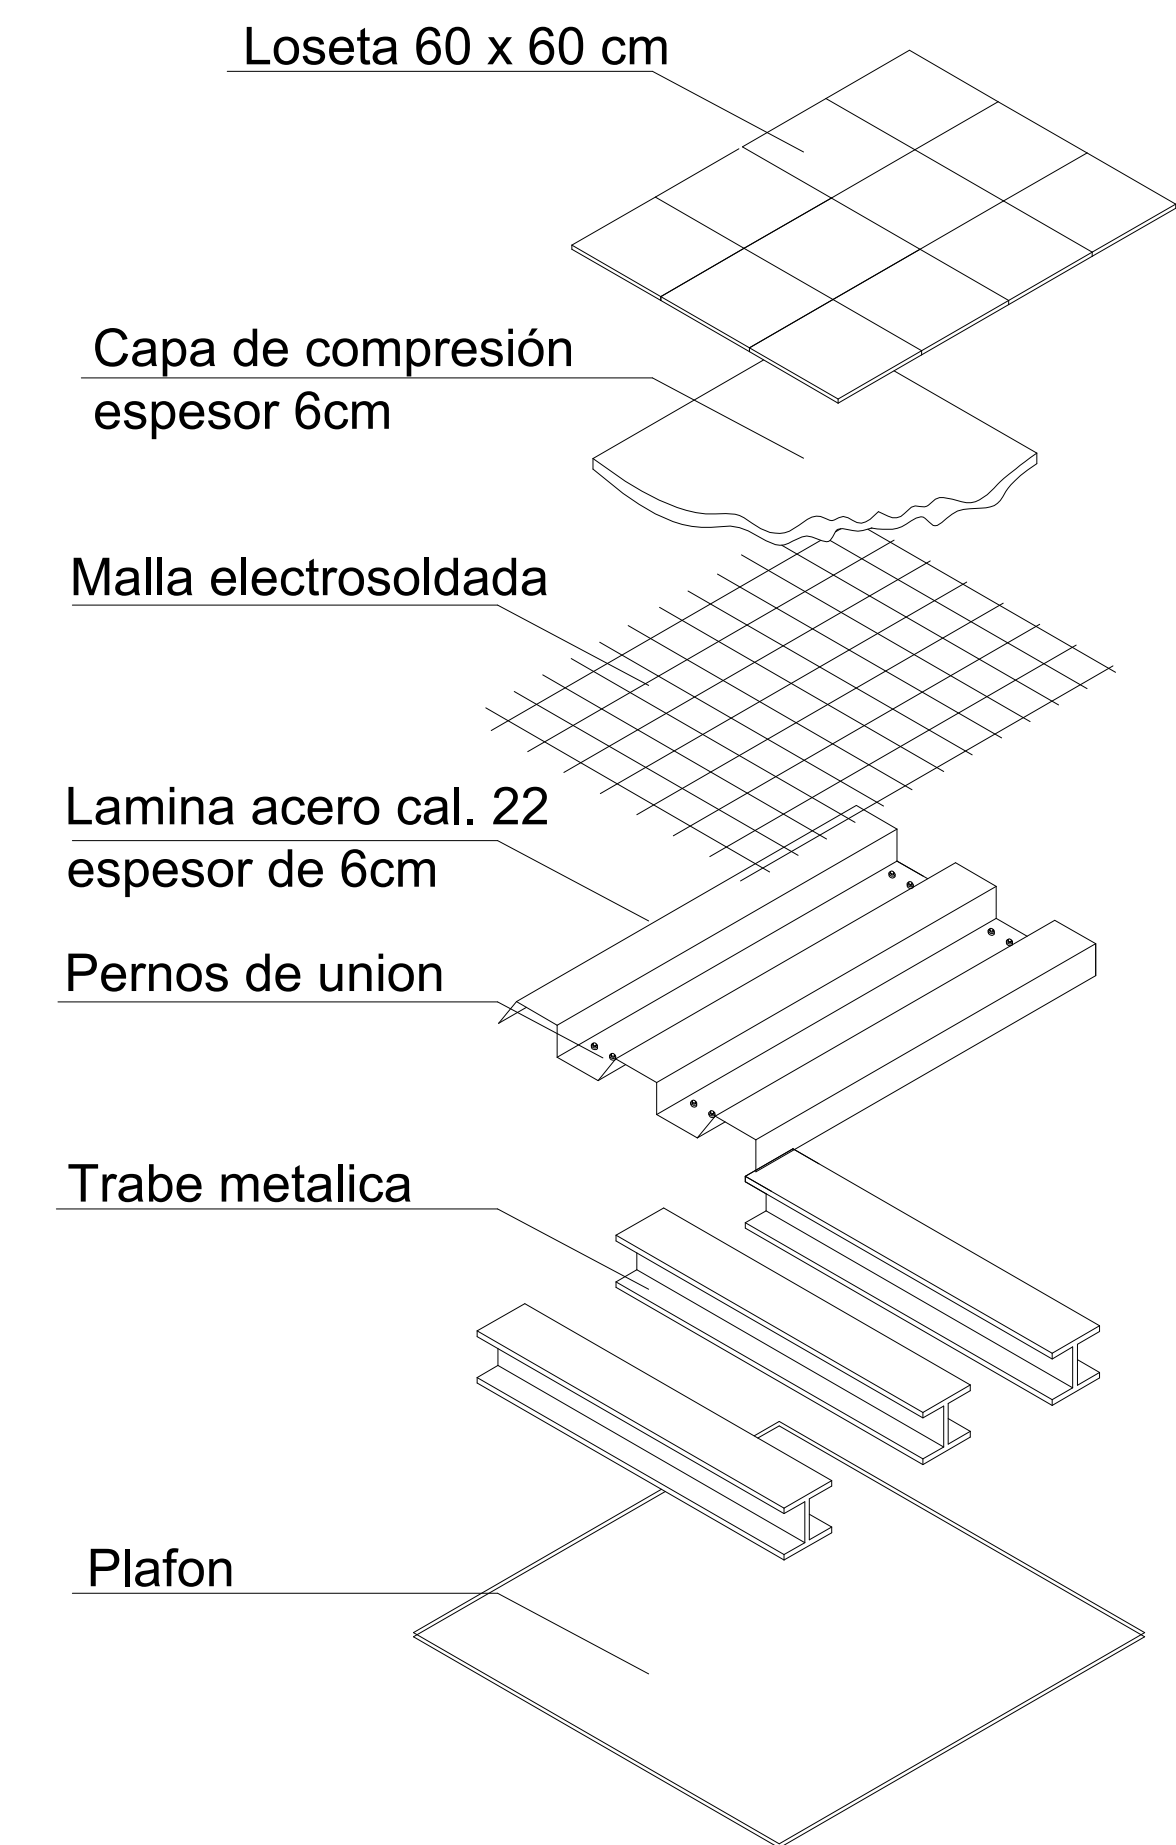 Loseta 60 x 60 cm
Capa de compresión
espesor 6cm
Malla electrosoldada
Lamina acero cal. 22
espesor de 6cm
Pernos de union
Trabe metalica
Plafon